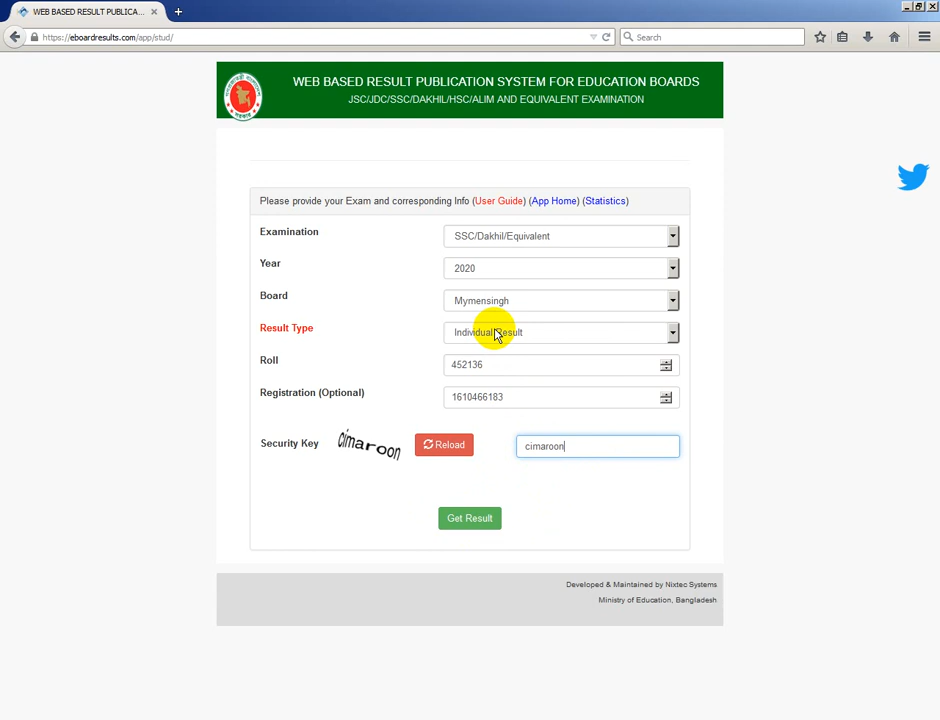 WEB BASED RESULT PUBLICA...
https://eboardresults.com/app/stud/
Search
WEB BASED RESULT PUBLICATION SYSTEM FOR EDUCATION BOARDS
JSC/JDC/SSC/DAKHIL/HSC/ALIM AND EQUIVALENT EXAMINATION
Please provide your Exam and corresponding Info (User Guide) (App Home) (Statistics)
Examination SSC/Dakhil/Equivalent
Year 2020
Board Mymensingh
Result Type Individual Result
Roll 452136
Registration (Optional) 1610466183
Security Key cimaroon Reload cimaroon
Get Result
Developed & Maintained by Nixtec Systems
Ministry of Education, Bangladesh